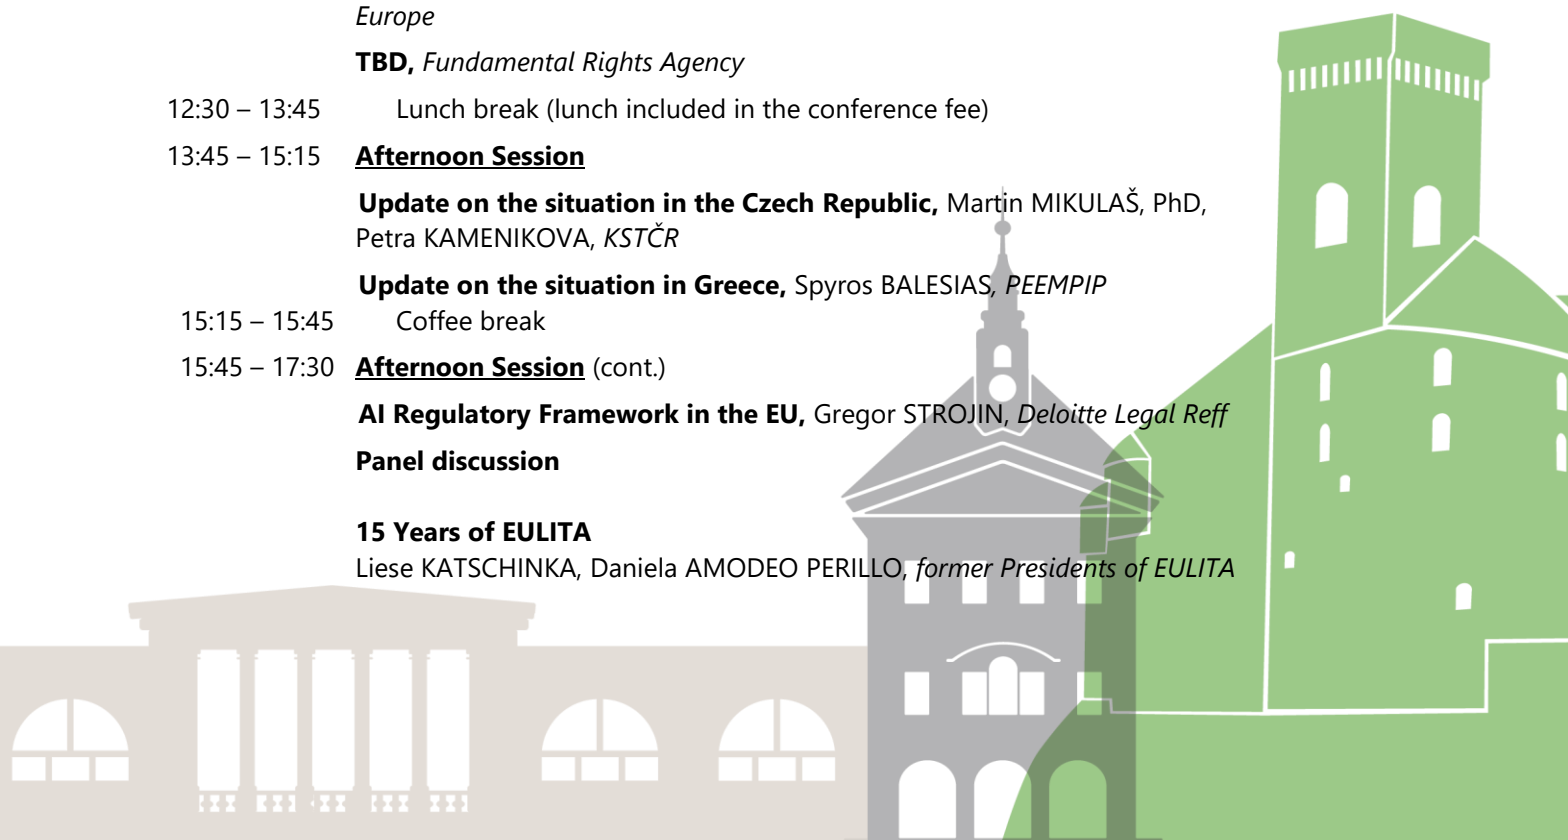 Europe
TBD, Fundamental Rights Agency
12:30 – 13:45 Lunch break (lunch included in the conference fee)
13:45 – 15:15 Afternoon Session
Update on the situation in the Czech Republic, Martin MIKULAŠ, PhD,
Petra KAMENIKOVA, KSTČR
Update on the situation in Greece, Spyros BALESIAS, PEEMPIP
15:15 – 15:45 Coffee break
15:45 – 17:30 Afternoon Session (cont.)
AI Regulatory Framework in the EU, Gregor STROJIN, Deloitte Legal Reff
Panel discussion
15 Years of EULITA
Liese KATSCHINKA, Daniela AMODEO PERILLO, former Presidents of EULITA